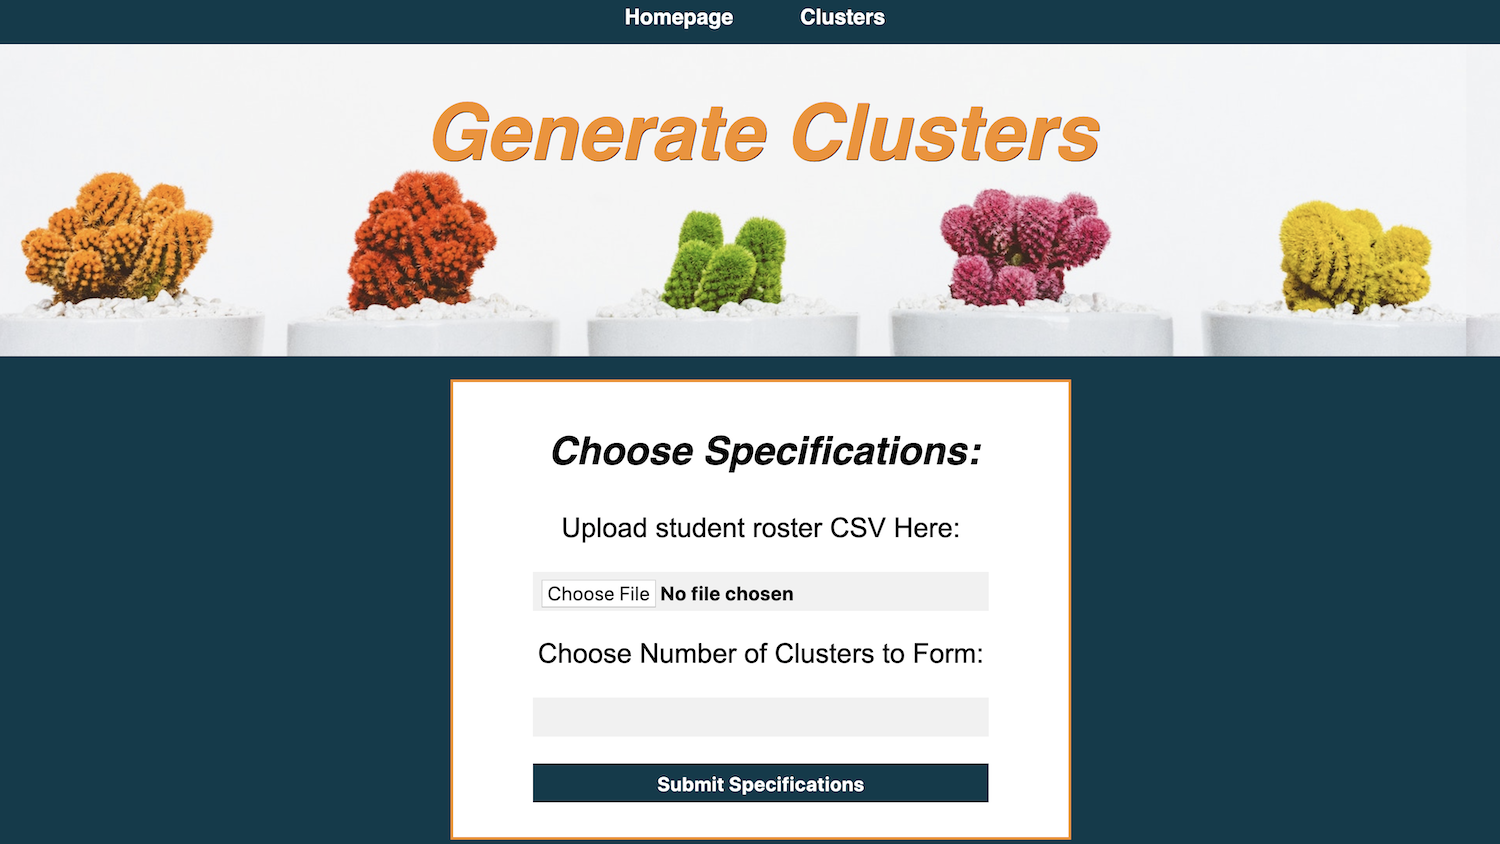 Homepage Clusters
Generate Clusters
Choose Specifications:
Upload student roster CSV Here:
Choose File No file chosen
Choose Number of Clusters to Form:
Submit Specifications